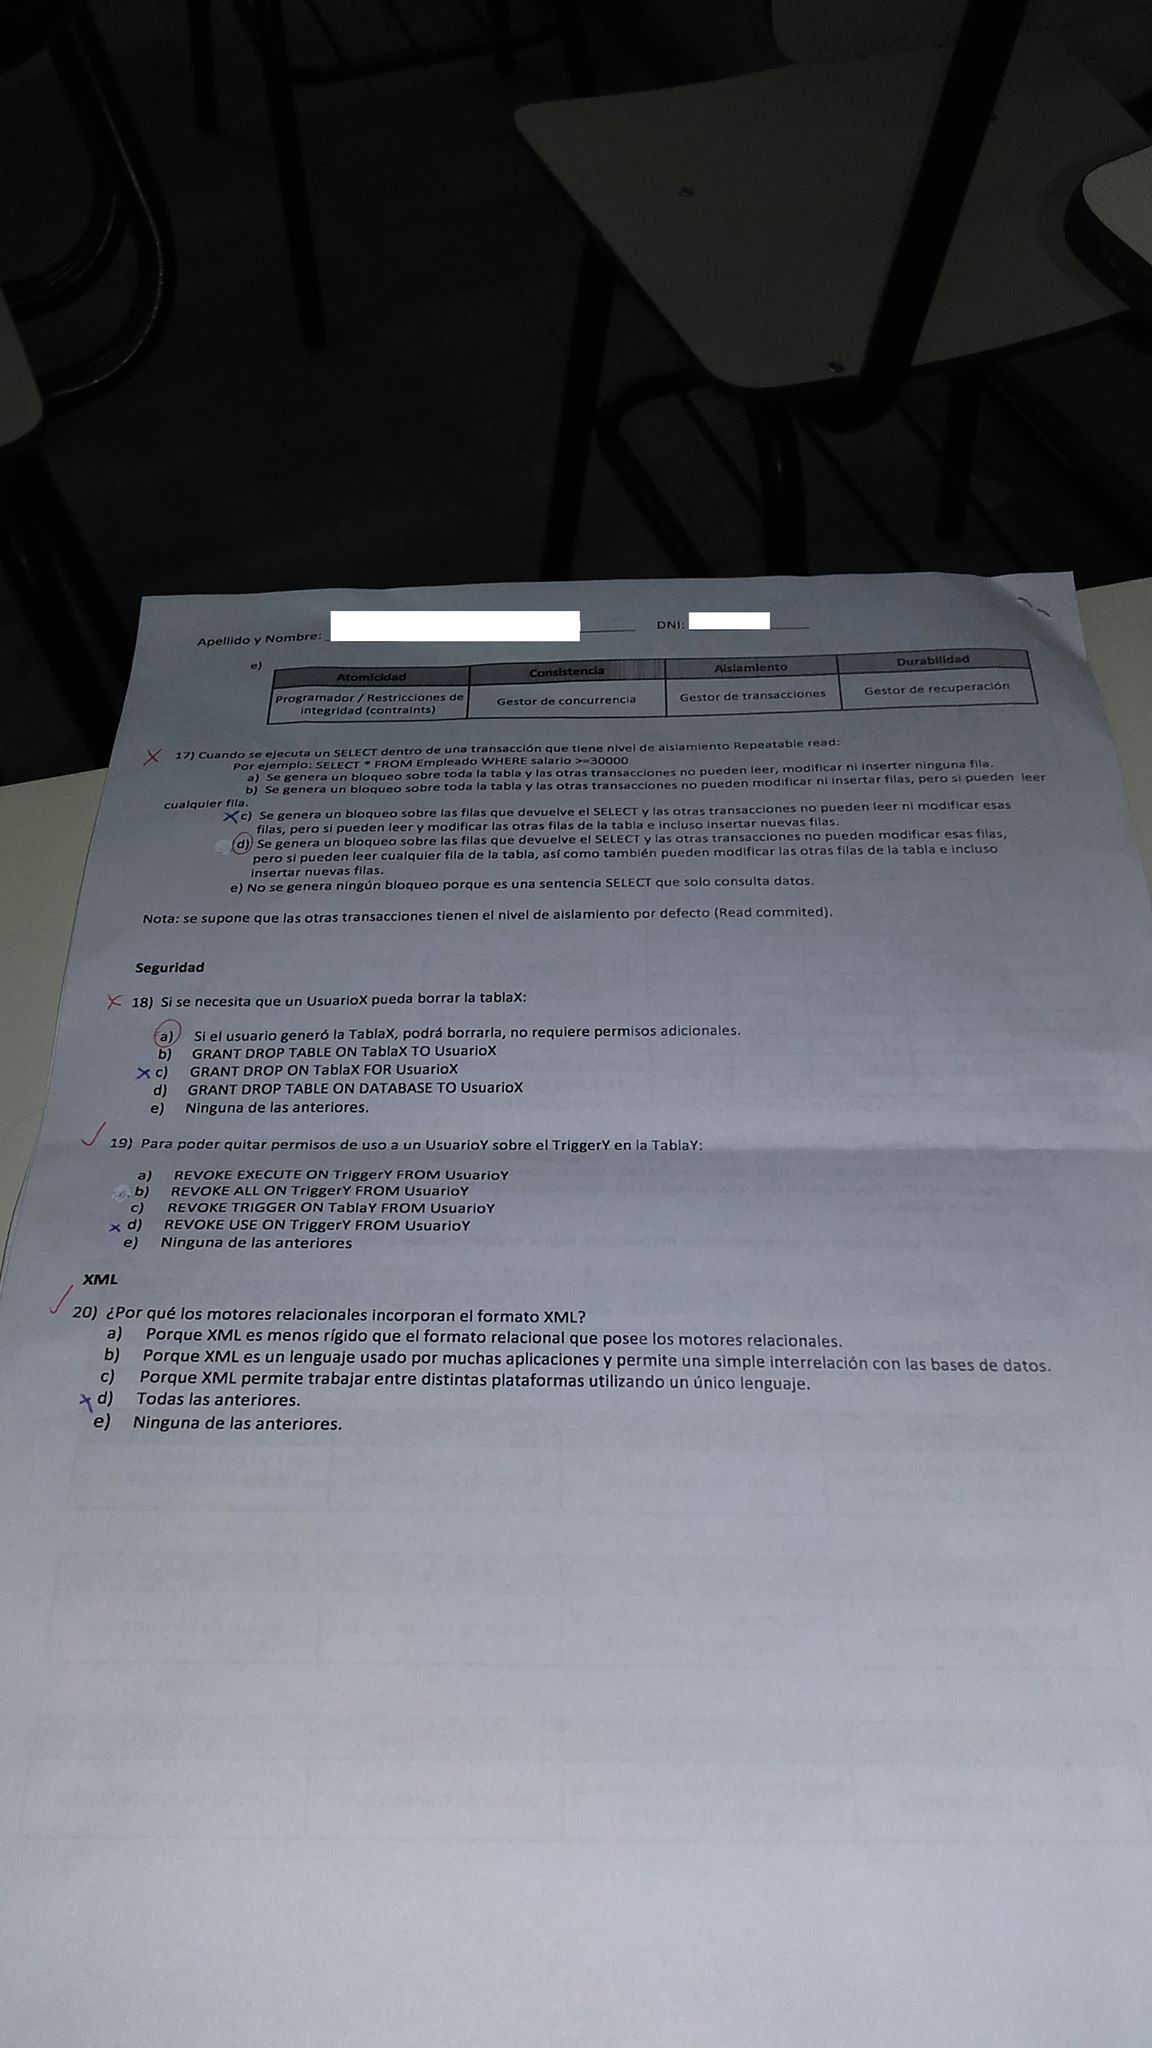 Apellido y Nombre: DNI:
e)
Atomicidad Consistencia Aislamiento Durabilidad
Programador / Restricciones de integridad (contraints) Gestor de concurrencia Gestor de transacciones Gestor de recuperación
17) Cuando se ejecuta un SELECT dentro de una transacción que tiene nivel de aislamiento Repeatable read:
Por ejemplo: SELECT * FROM Empleado WHERE salario >=30000
a) Se genera un bloqueo sobre toda la tabla y las otras transacciones no pueden leer, modificar ni inserter ninguna fila.
b) Se genera un bloqueo sobre toda la tabla y las otras transacciones no pueden modificar ni insertar filas, pero si pueden leer
cualquier fila.
c) Se genera un bloqueo sobre las filas que devuelve el SELECT y las otras transacciones no pueden leer ni modificar esas
filas, pero si pueden leer y modificar las otras filas de la tabla e incluso insertar nuevas filas.
d) Se genera un bloqueo sobre las filas que devuelve el SELECT y las otras transacciones no pueden modificar esas filas,
pero si pueden leer cualquier fila de la tabla, así como también pueden modificar las otras filas de la tabla e incluso
insertar nuevas filas.
e) No se genera ningún bloqueo porque es una sentencia SELECT que solo consulta datos.
Nota: se supone que las otras transacciones tienen el nivel de aislamiento por defecto (Read commited).
Seguridad
18) Si se necesita que un UsuarioX pueda borrar la tablaX:
a) Si el usuario generó la TablaX, podrá borrarla, no requiere permisos adicionales.
b) GRANT DROP TABLE ON TablaX TO UsuarioX
c) GRANT DROP ON TablaX FOR UsuarioX
d) GRANT DROP TABLE ON DATABASE TO UsuarioX
e) Ninguna de las anteriores.
19) Para poder quitar permisos de uso a un UsuarioY sobre el TriggerY en la TablaY:
a) REVOKE EXECUTE ON TriggerY FROM UsuarioY
b) REVOKE ALL ON TriggerY FROM UsuarioY
c) REVOKE TRIGGER ON TablaY FROM UsuarioY
d) REVOKE USE ON TriggerY FROM UsuarioY
e) Ninguna de las anteriores
XML
20) ¿Por qué los motores relacionales incorporan el formato XML?
a) Porque XML es menos rígido que el formato relacional que posee los motores relacionales.
b) Porque XML es un lenguaje usado por muchas aplicaciones y permite una simple interrelación con las bases de datos.
c) Porque XML permite trabajar entre distintas plataformas utilizando un único lenguaje.
d) Todas las anteriores.
e) Ninguna de las anteriores.